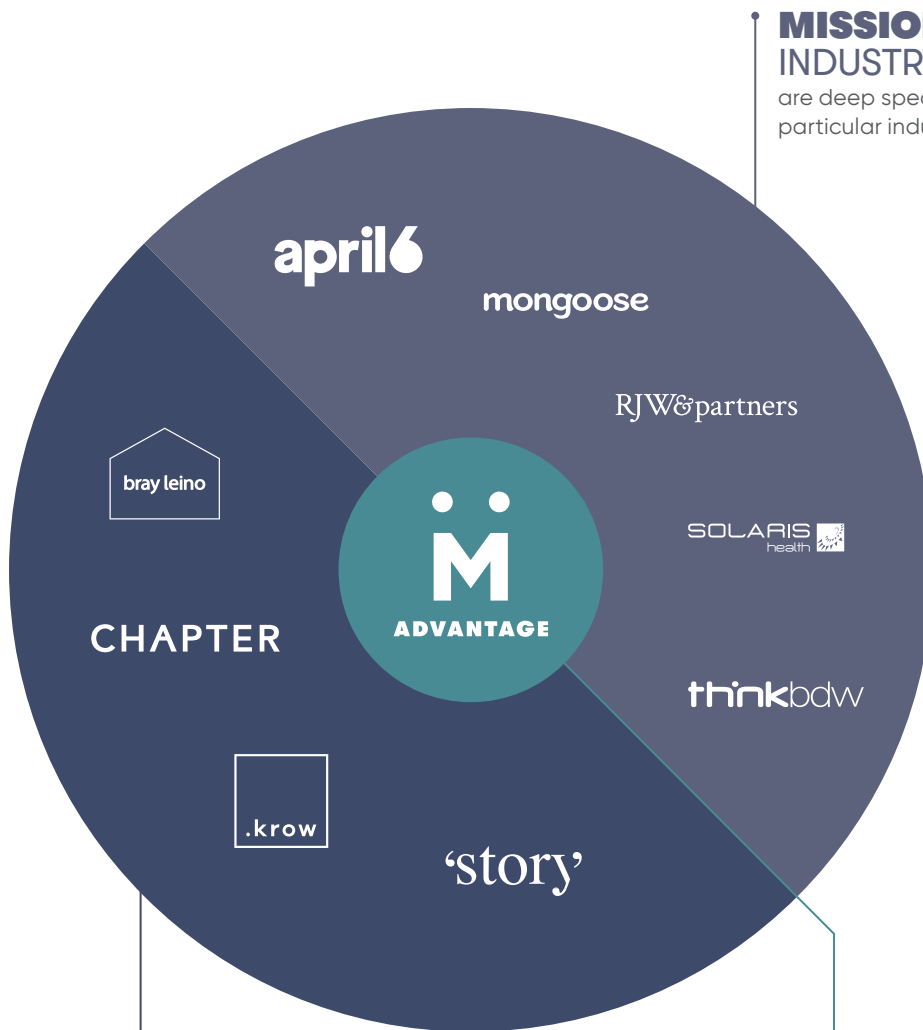 MISSIO
INDUSTR
are deep spec
particular indu
april6
mongoose
RJW&partners
bray leino
M
ADVANTAGE
SOLARIS
health
CHAPTER
thinkbdw
.krow
‘story’